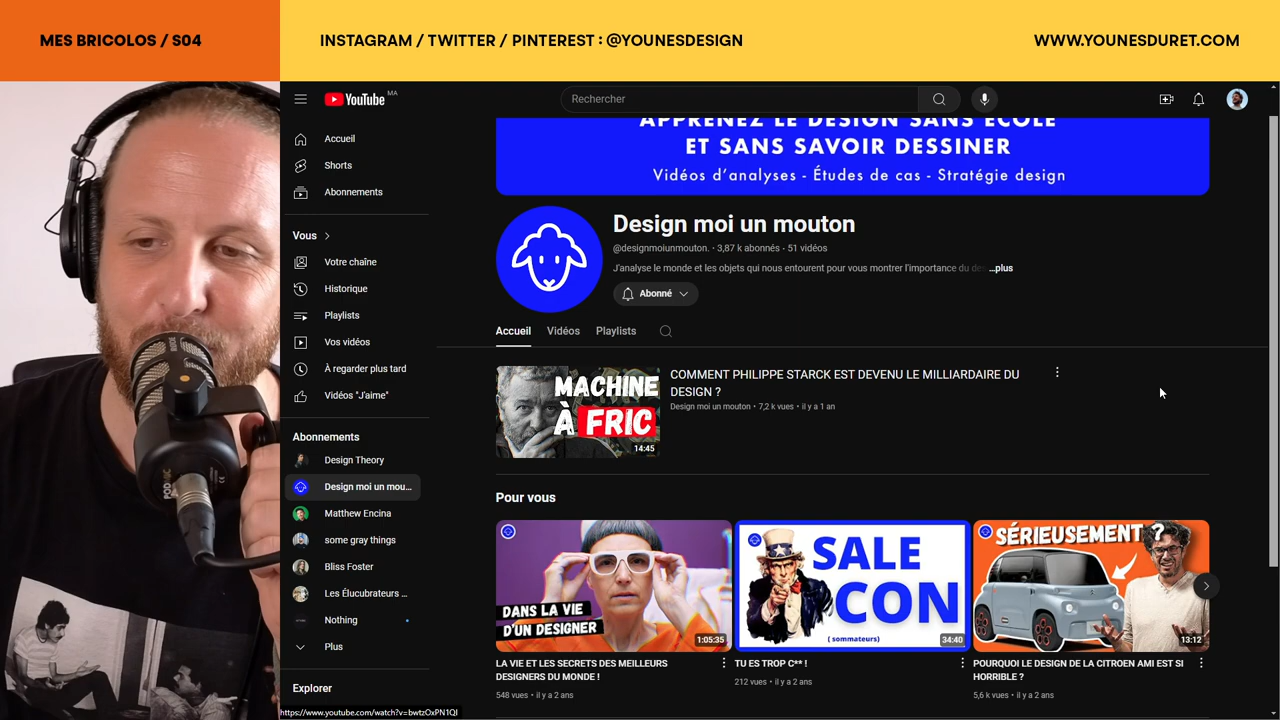 MES BRICOLOS / S04
INSTAGRAM / TWITTER / PINTEREST : @YOUNESDESIGN
WWW.YOUNESDURET.COM
YouTube
MA
Rechercher
Accueil
Shorts
Abonnements
Vous
Votre chaîne
Historique
Playlists
Vos vidéos
À regarder plus tard
Vidéos "J'aime"
Abonnements
Design Theory
Design moi un mou...
Matthew Encina
some gray things
Bliss Foster
Les Élucubrateurs ...
Nothing
Plus
Explorer
https://www.youtube.com/watch?v=bwtzOxPN1QI
APPRENEZ LE DESIGN SANS ECOLE
ET SANS SAVOIR DESSINER
Vidéos d'analyses - Études de cas - Stratégie design
Design moi un mouton
@designmoiunmouton. · 3,87 k abonnés · 51 vidéos
J'analyse le monde et les objets qui nous entourent pour vous montrer l'importance du de ...plus
Abonné
Accueil
Vidéos
Playlists
MACHINE
À FRIC
14:45
COMMENT PHILIPPE STARCK EST DEVENU LE MILLIARDAIRE DU
DESIGN ?
Design moi un mouton • 7,2 k vues • il y a 1 an
Pour vous
DANS LA VIE
D'UN DESIGNER
1:05:35
LA VIE ET LES SECRETS DES MEILLEURS
DESIGNERS DU MONDE !
548 vues • il y a 2 ans
SALE
CON
( sommateurs)
34:40
TU ES TROP C** !
212 vues • il y a 2 ans
SÉRIEUSEMENT ?
13:12
POURQUOI LE DESIGN DE LA CITROEN AMI EST SI
HORRIBLE ?
5,6 k vues • il y a 2 ans
RODE
PODMIC